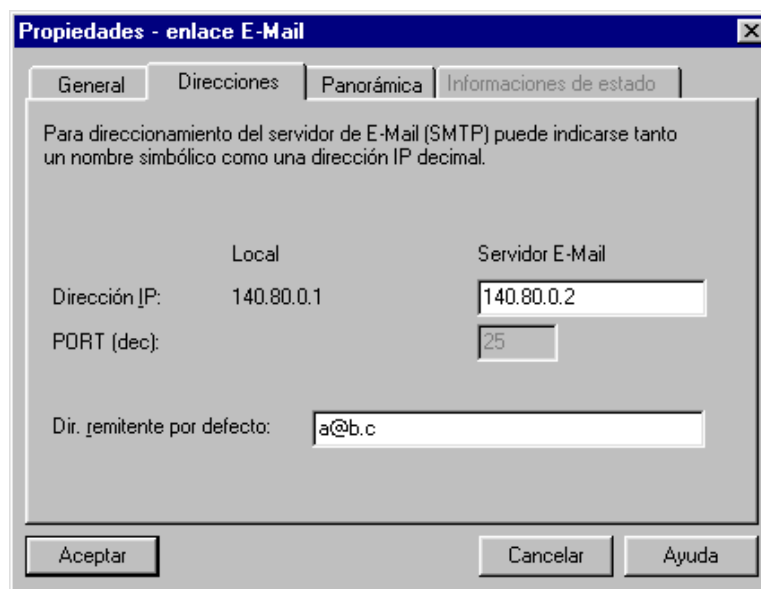 Propiedades - enlace E-Mail
General Direcciones Panorámica Informaciones de estado
Para direccionamiento del servidor de E-Mail (SMTP) puede indicarse tanto
un nombre simbólico como una dirección IP decimal.
Local Servidor E-Mail
Dirección IP: 140.80.0.1 140.80.0.2
PORT (dec): 25
Dir. remitente por defecto: a@b.c
Aceptar Cancelar Ayuda